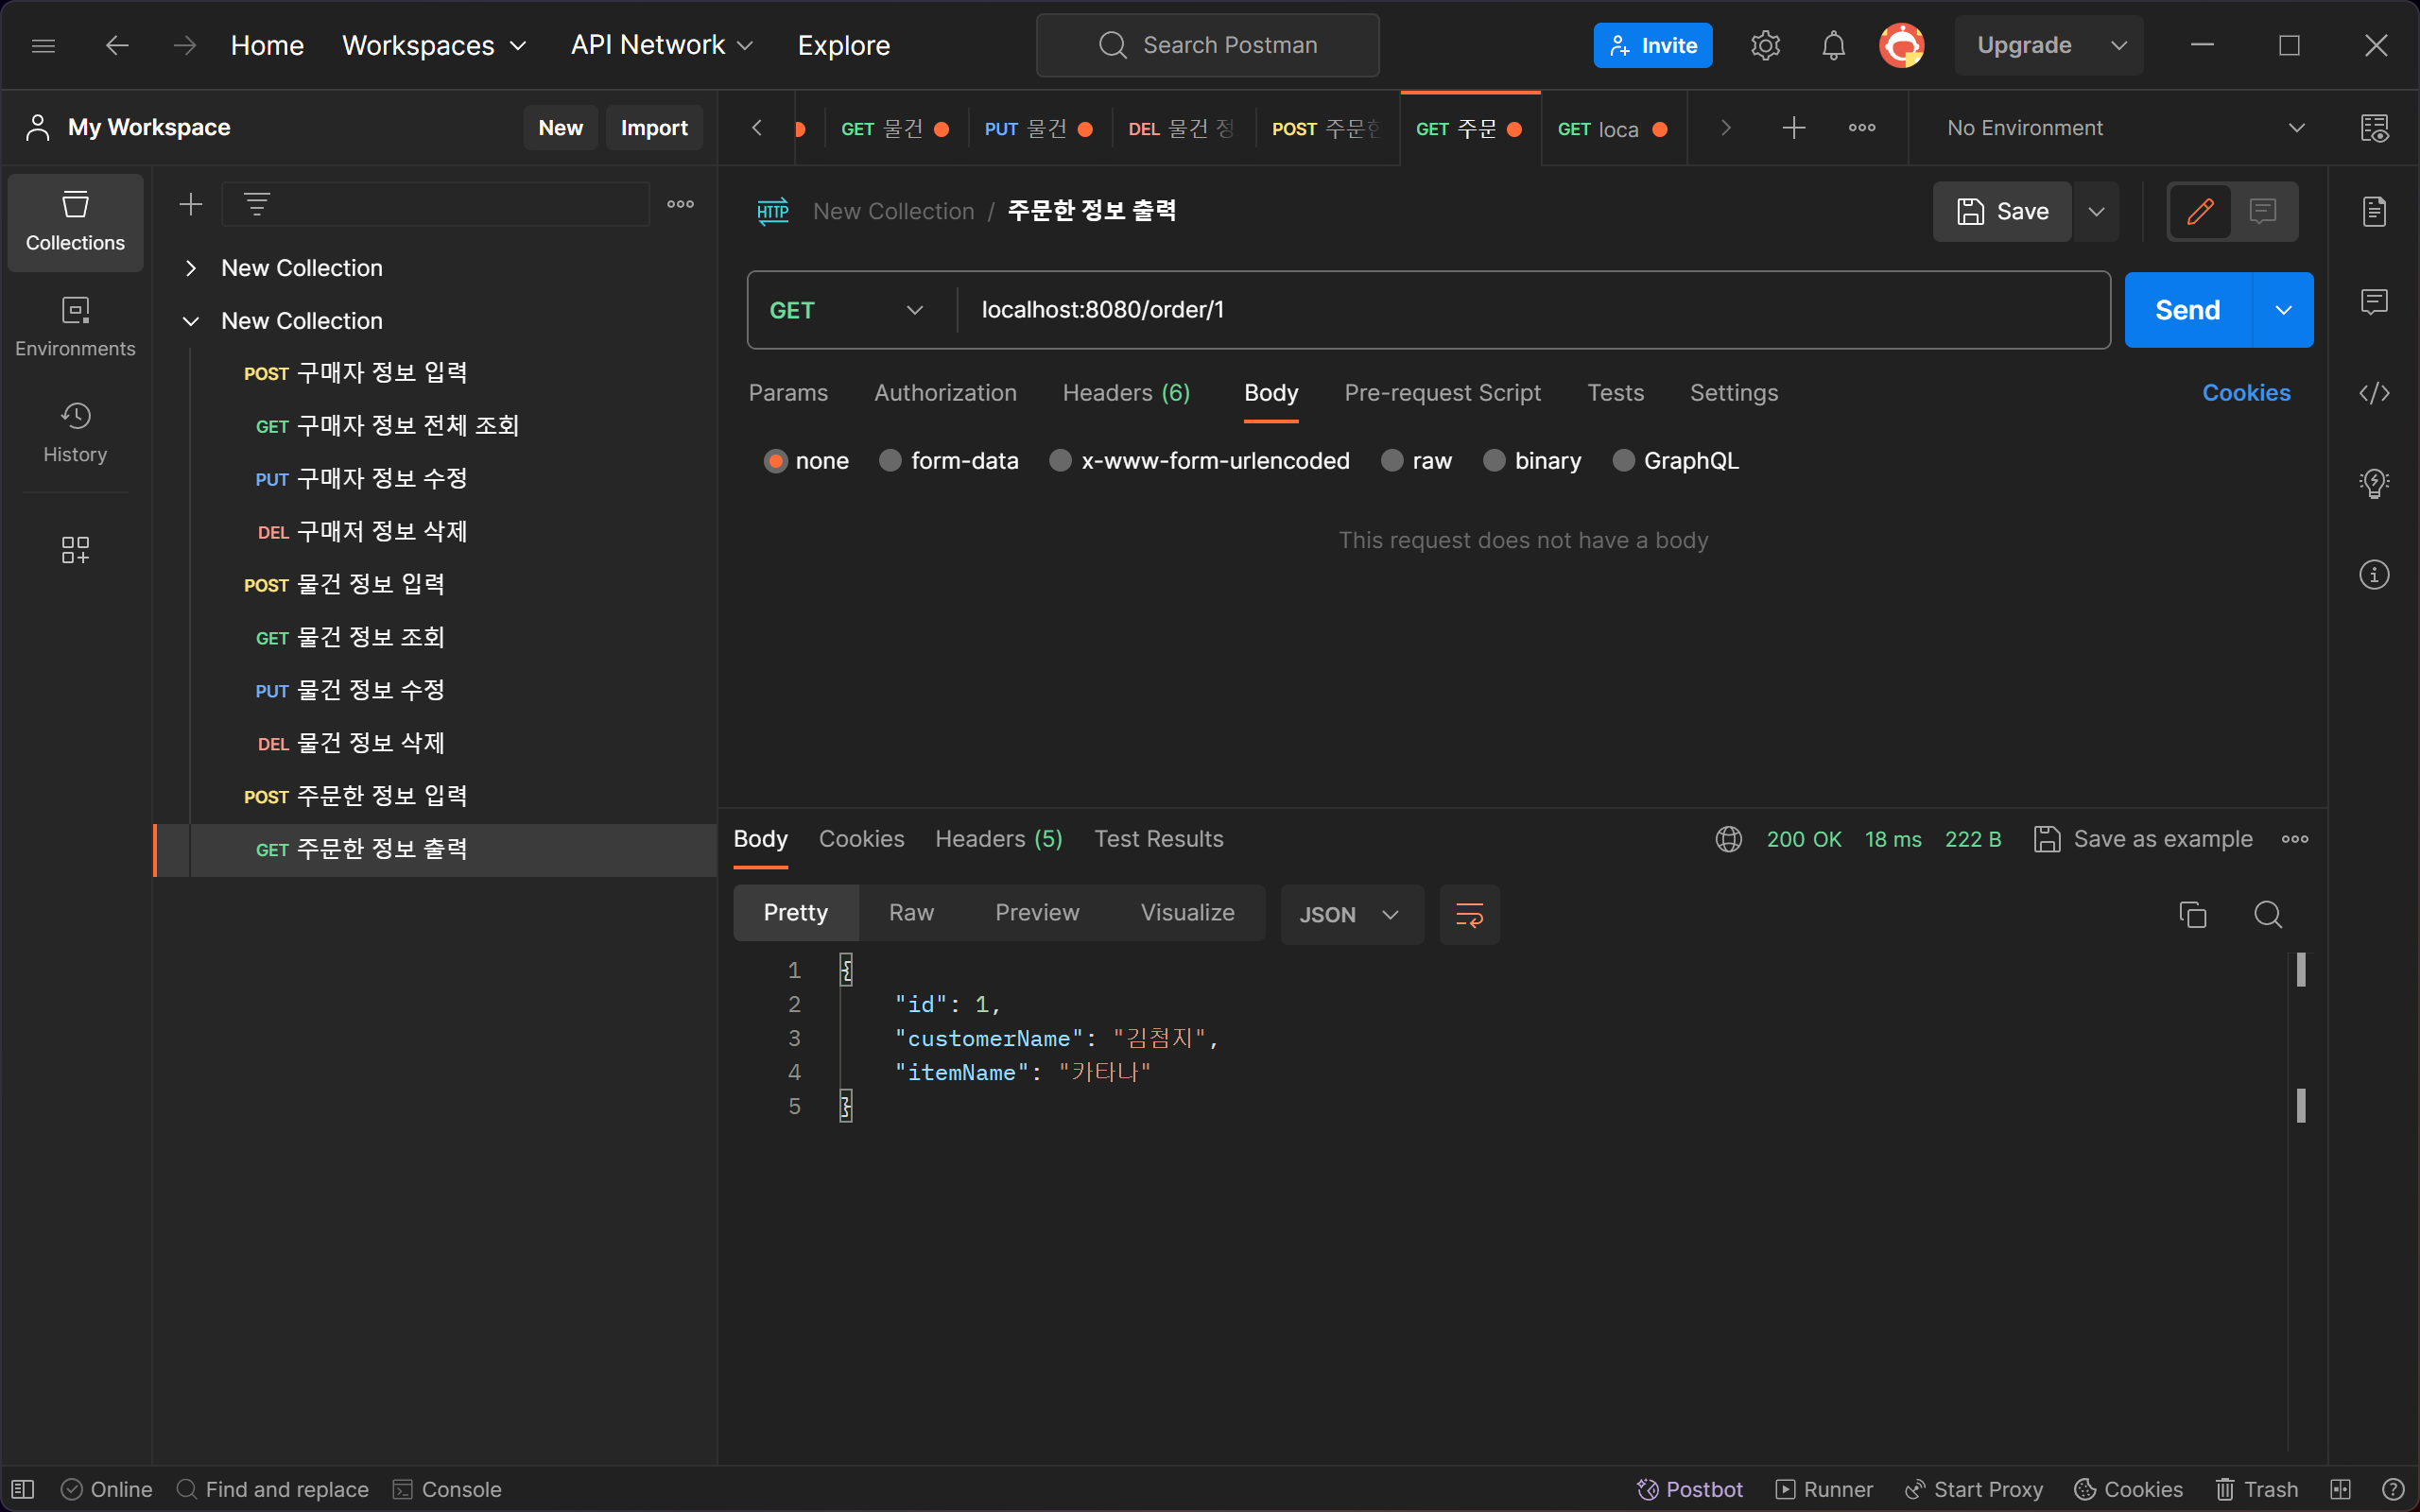 Home Workspaces API Network Explore Search Postman Invite Upgrade
My Workspace New Import
GET 물건 PUT 물건 DEL 물건 정 POST 주문 GET 주문 GET loca No Environment
Collections
Environments
History
New Collection
New Collection
POST 구매자 정보 입력
GET 구매자 정보 전체 조회
PUT 구매자 정보 수정
DEL 구매저 정보 삭제
POST 물건 정보 입력
GET 물건 정보 조회
PUT 물건 정보 수정
DEL 물건 정보 삭제
POST 주문한 정보 입력
GET 주문한 정보 출력
HTTP New Collection / 주문한 정보 출력 Save
GET localhost:8080/order/1 Send
Params Authorization Headers (6) Body Pre-request Script Tests Settings Cookies
none form-data x-www-form-urlencoded raw binary GraphQL
This request does not have a body
Body Cookies Headers (5) Test Results 200 OK 18 ms 222 B Save as example
Pretty Raw Preview Visualize JSON
1 {
2 "id": 1,
3 "customerName": "김첨지",
4 "itemName": "카타나"
5 }
Online Find and replace Console Postbot Runner Start Proxy Cookies Trash